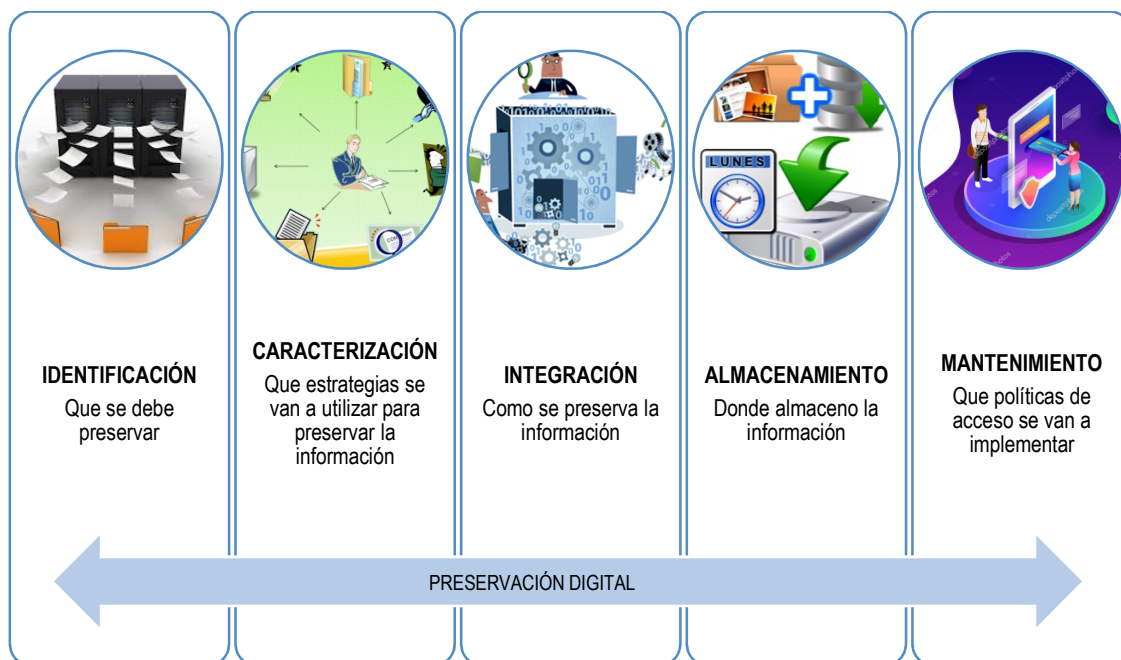 IDENTIFICACIÓN
Que se debe
preservar
CARACTERIZACIÓN
Que estrategias se
van a utilizar para
preservar la
información
INTEGRACIÓN
Como se preserva la
información
LUNES
ALMACENAMIENTO
Donde almaceno la
información
MANTENIMIENTO
Que políticas de
acceso se van a
implementar
PRESERVACIÓN DIGITAL